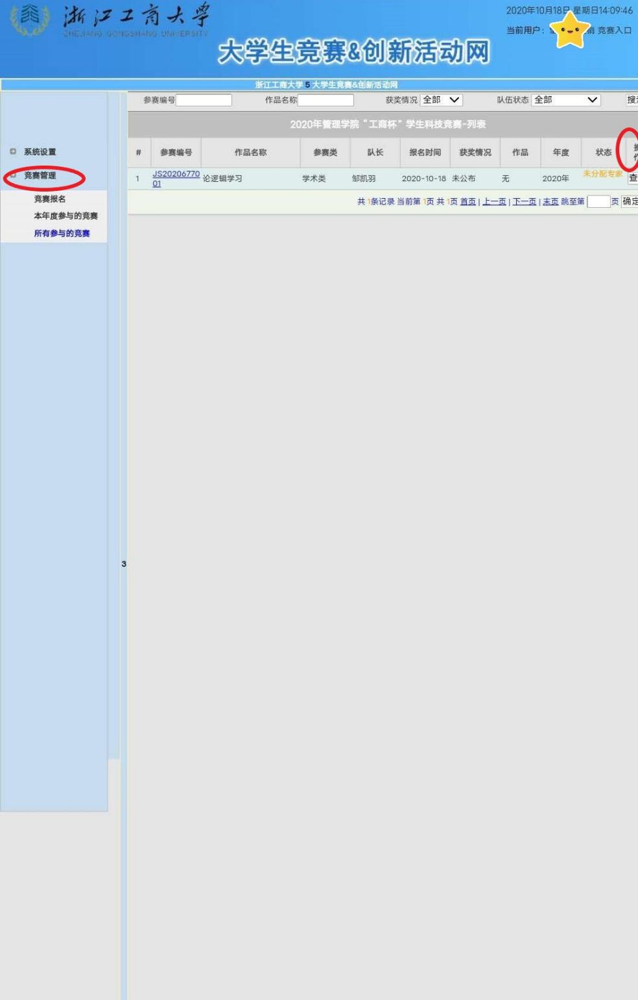 浙江工商大学
ZHEJIANG GONGSHANG UNIVERSITY
2020年10月18日 星期日14:09:46
当前用户: 销 竞赛入口
大学生竞赛&创新活动网
浙江工商大学 5 大学生竞赛&创新活动网
参赛编号 作品名称 获奖情况 全部 队伍状态 全部 搜
2020年管理学院“工商杯”学生科技竞赛-列表
系统设置
竞赛管理
竞赛报名
本年度参与的竞赛
所有参与的竞赛
# 参赛编号 作品名称 参赛类 队长 报名时间 获奖情况 作品 年度 状态
1 JS20206770
01 论逻辑学习 学术类 邹凯羽 2020-10-18 未公布 无 2020年 未分配专家 查
共 1条记录 当前第 1页 共 1页 首页 | 上一页 | 下一页 | 末页 跳至第 页 确定
3